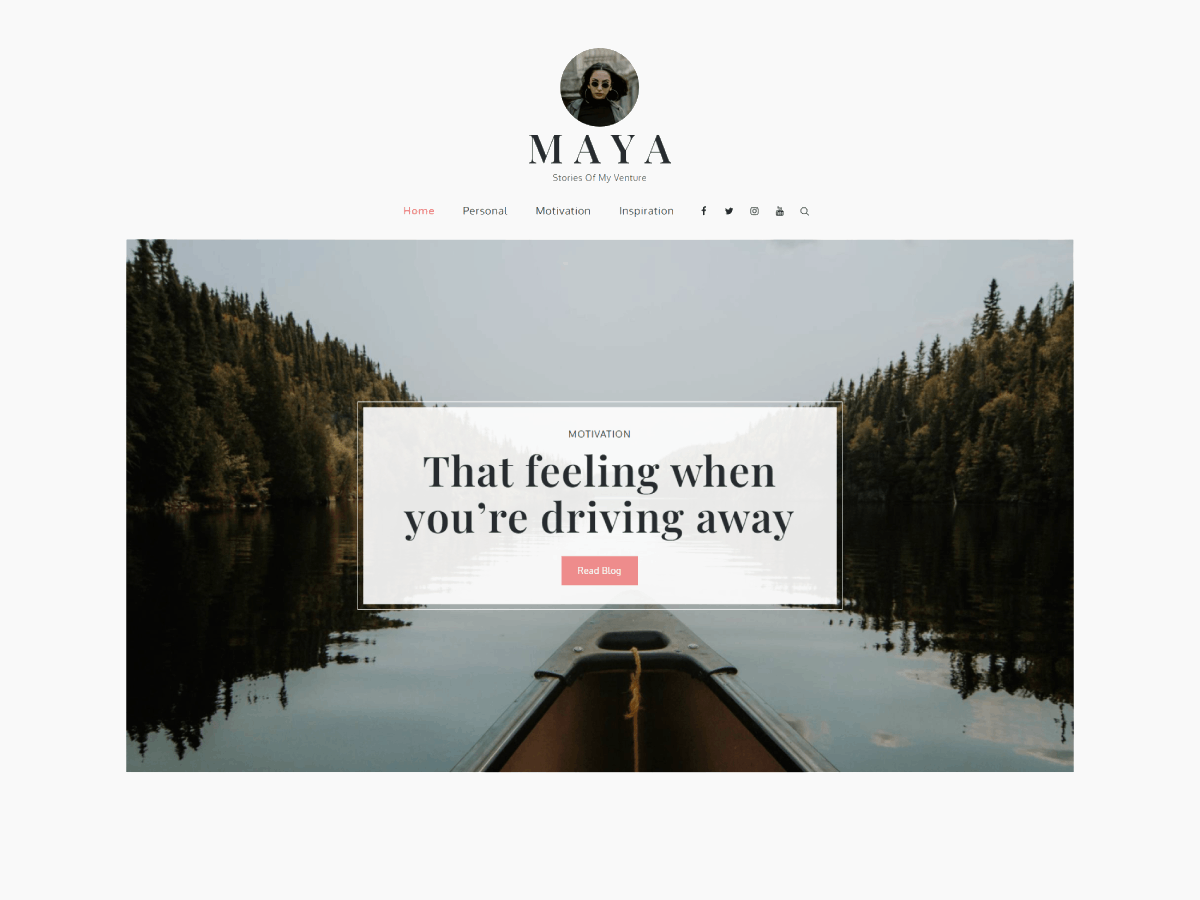 MAYA
Stories Of My Venture
Home Personal Motivation Inspiration
MOTIVATION
That feeling when
you’re driving away
Read Blog